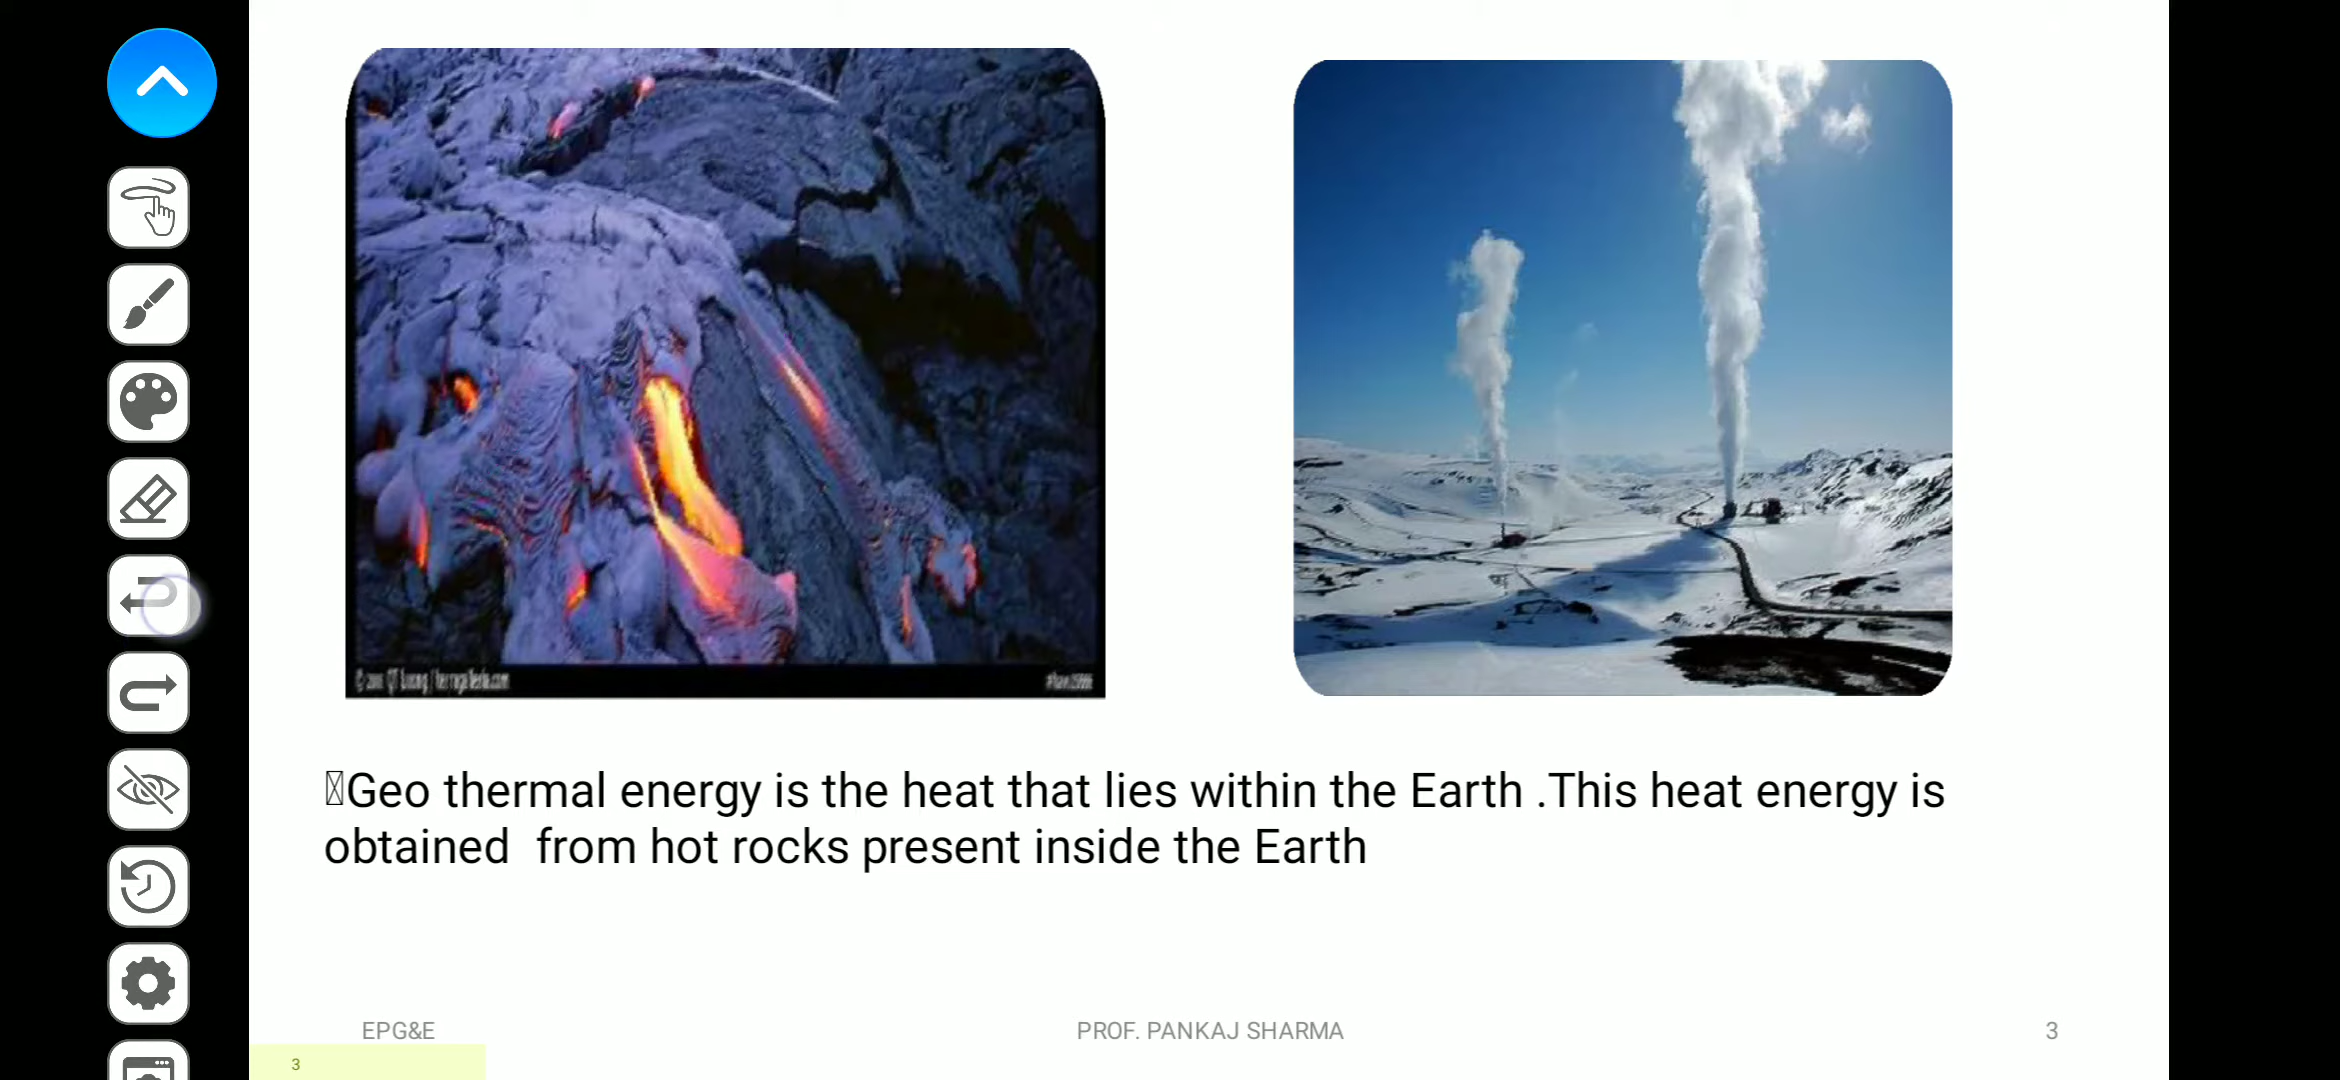 Geo thermal energy is the heat that lies within the Earth .This heat energy is
obtained  from hot rocks present inside the Earth
EPG&E
PROF. PANKAJ SHARMA
3
3